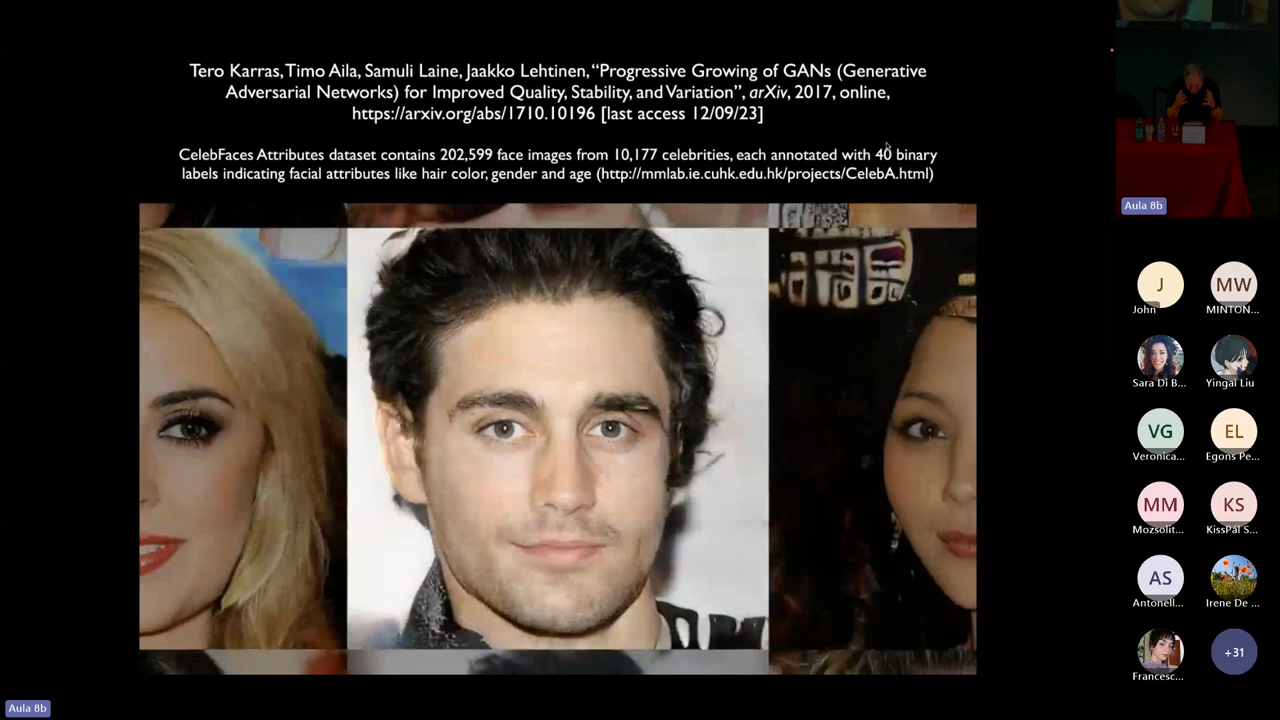 Tero Karras, Timo Aila, Samuli Laine, Jaakko Lehtinen, “Progressive Growing of GANs (Generative
Adversarial Networks) for Improved Quality, Stability, and Variation”, arXiv, 2017, online,
https://arxiv.org/abs/1710.10196 [last access 12/09/23]
CelebFaces Attributes dataset contains 202,599 face images from 10,177 celebrities, each annotated with 40 binary
labels indicating facial attributes like hair color, gender and age (http://mmlab.ie.cuhk.edu.hk/projects/CelebA.html)
Aula 8b
J
John
MW
MINTON...
Sara Di B...
Yingal Liu
VG
Veronica...
EL
Egons Pe...
MM
Mozsolit...
KS
KissPál S...
AS
Antonell...
Irene De ...
Francesc...
+31
Aula 8b